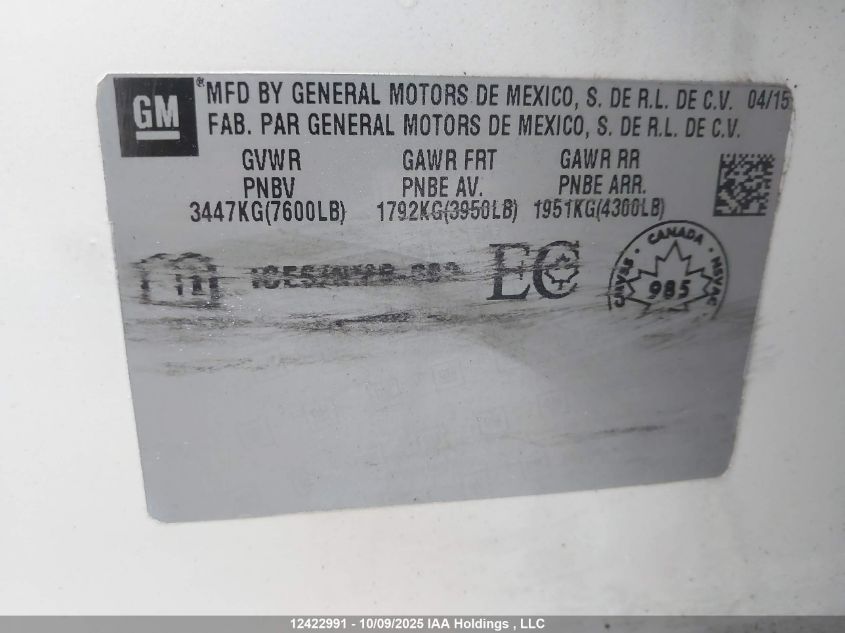 GM
® MFD BY GENERAL MOTORS DE MEXICO, S. DE R.L. DE C.V. 04/15
FAB. PAR GENERAL MOTORS DE MEXICO, S. DE R.L. DE C.V.
GVWR GAWR FRT GAWR RR
PNBV PNBE AV. PNBE ARR.
3447KG(7600LB) 1792KG(3950LB) 1951KG(4300LB)
EC
CANADA
985
CMVSS NSVAC
12422991 - 10/09/2025 IAA Holdings , LLC